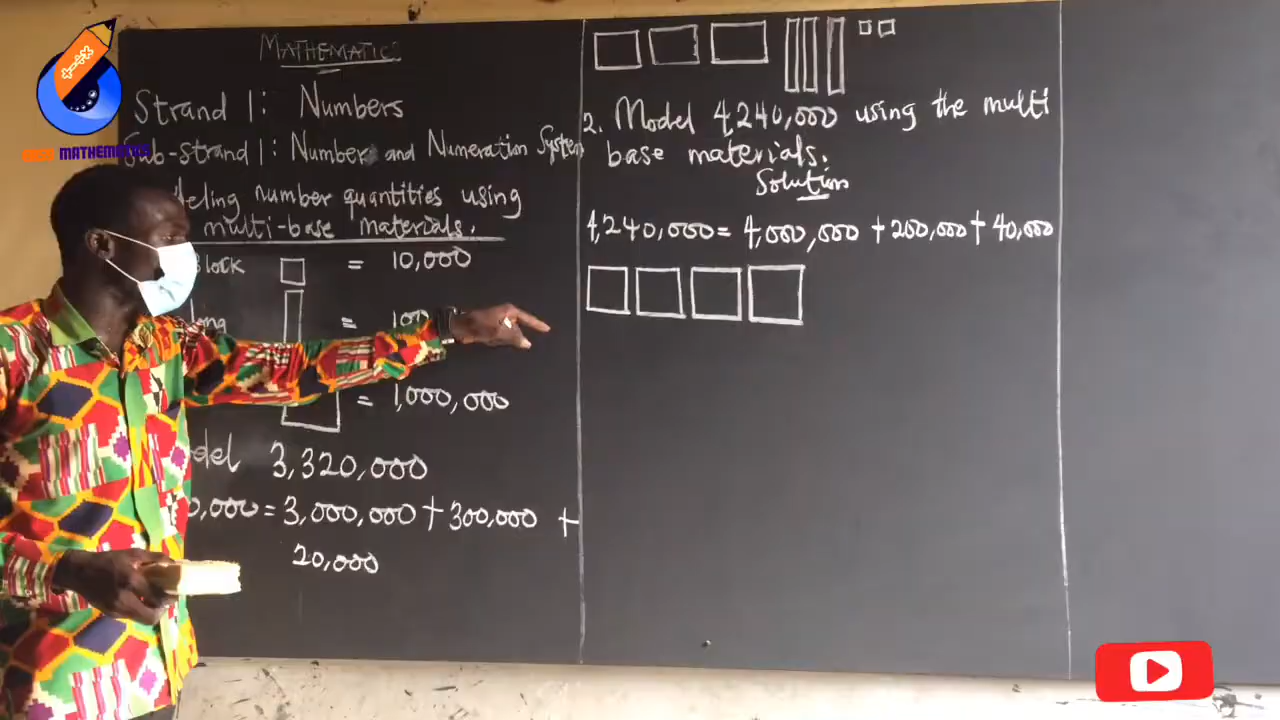 MATHEMATICS
Strand 1: Numbers
Sub-strand 1: Number and Numeration System
deling number quantities using
multi-base materials.
Block = 10,000
long = 100
= 1,000,000
odel 3,320,000
0,000 = 3,000,000 + 300,000 +
20,000
2. Model 4,240,000 using the multi
base materials.
Solution
4,240,000 = 4,000,000 + 200,000 + 40,000
MATHEMATICS